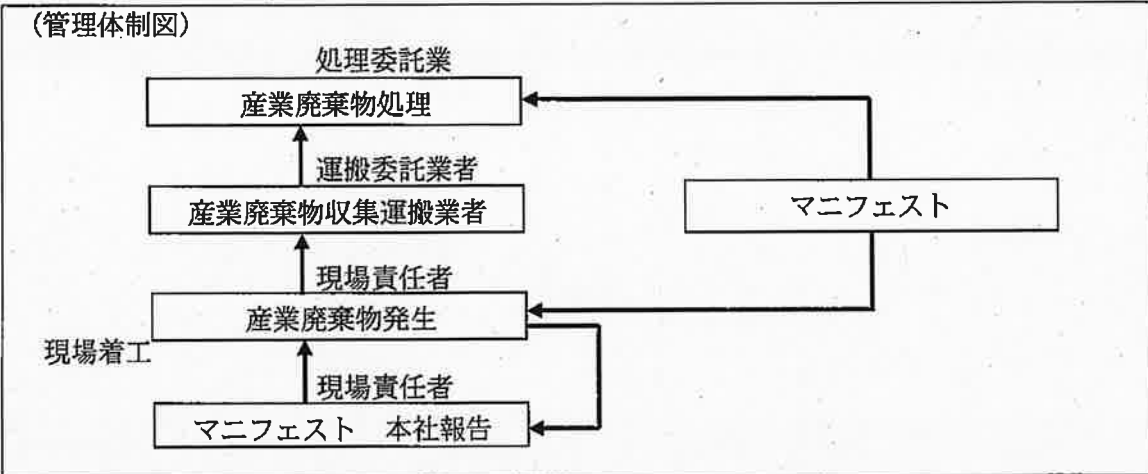 (管理体制図)
処理委託業
産業廃棄物処理
運搬委託業者
産業廃棄物収集運搬業者
マニフェスト
現場責任者
産業廃棄物発生
現場着工
現場責任者
マニフェスト 本社報告